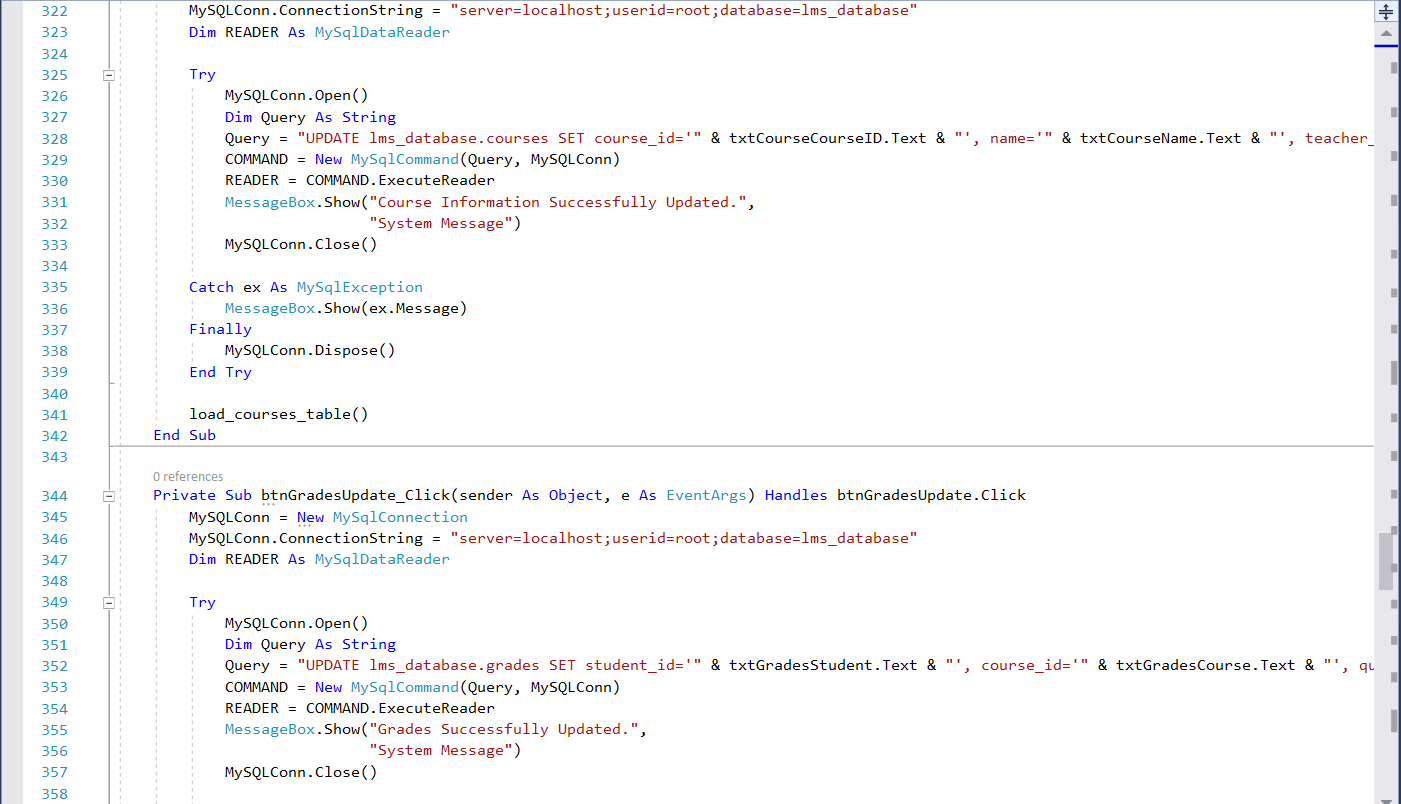 322 MySQLConn.ConnectionString = "server=localhost;userid=root;database=lms_database"
323 Dim READER As MySqlDataReader
324
325 Try
326 MySQLConn.Open()
327 Dim Query As String
328 Query = "UPDATE lms_database.courses SET course_id='" & txtCourseCourseID.Text & "', name='" & txtCourseName.Text & "', teacher_
329 COMMAND = New MySqlCommand(Query, MySQLConn)
330 READER = COMMAND.ExecuteReader
331 MessageBox.Show("Course Information Successfully Updated.",
332 "System Message")
333 MySQLConn.Close()
334
335 Catch ex As MySqlException
336 MessageBox.Show(ex.Message)
337 Finally
338 MySQLConn.Dispose()
339 End Try
340
341 load_courses_table()
342 End Sub
343
0 references
344 Private Sub btnGradesUpdate_Click(sender As Object, e As EventArgs) Handles btnGradesUpdate.Click
345 MySQLConn = New MySqlConnection
346 MySQLConn.ConnectionString = "server=localhost;userid=root;database=lms_database"
347 Dim READER As MySqlDataReader
348
349 Try
350 MySQLConn.Open()
351 Dim Query As String
352 Query = "UPDATE lms_database.grades SET student_id='" & txtGradesStudent.Text & "', course_id='" & txtGradesCourse.Text & "', qu
353 COMMAND = New MySqlCommand(Query, MySQLConn)
354 READER = COMMAND.ExecuteReader
355 MessageBox.Show("Grades Successfully Updated.",
356 "System Message")
357 MySQLConn.Close()
358